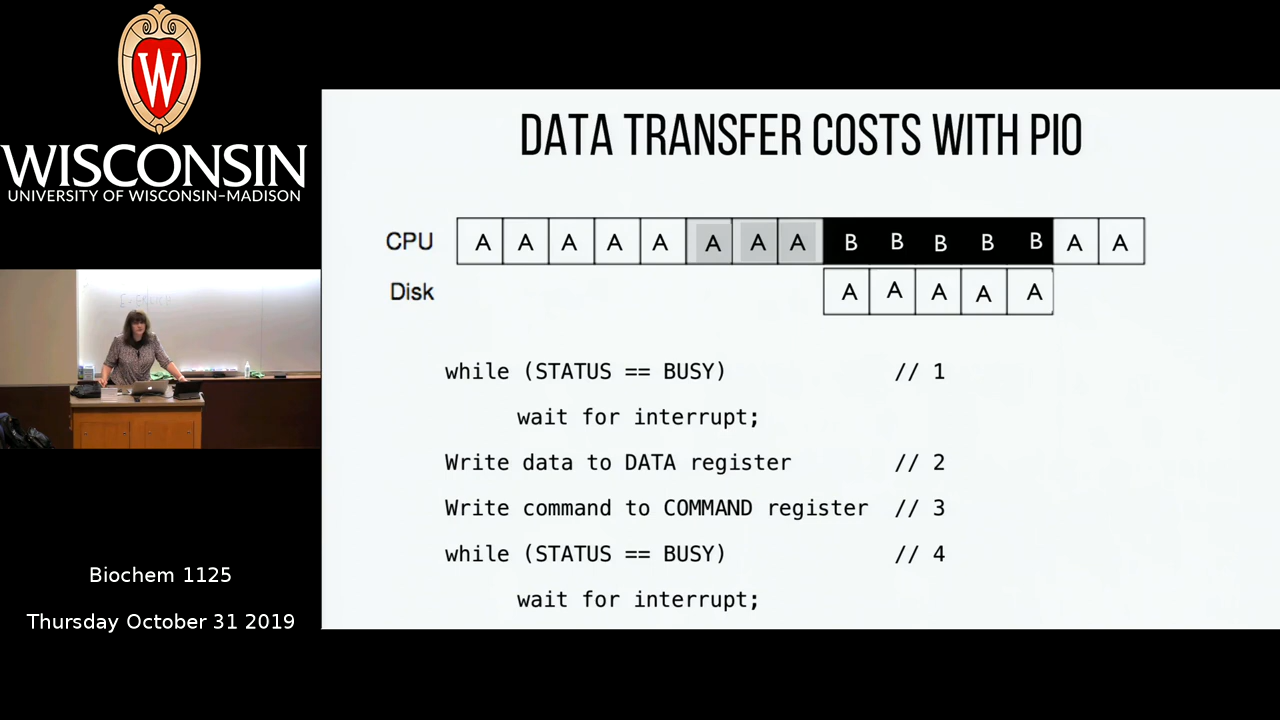 W
WISCONSIN
UNIVERSITY OF WISCONSIN-MADISON
Biochem 1125
Thursday October 31 2019
DATA TRANSFER COSTS WITH PIO
CPU A A A A A A A A B B B B B A A
Disk A A A A A
while (STATUS == BUSY) // 1
wait for interrupt;
Write data to DATA register // 2
Write command to COMMAND register // 3
while (STATUS == BUSY) // 4
wait for interrupt;